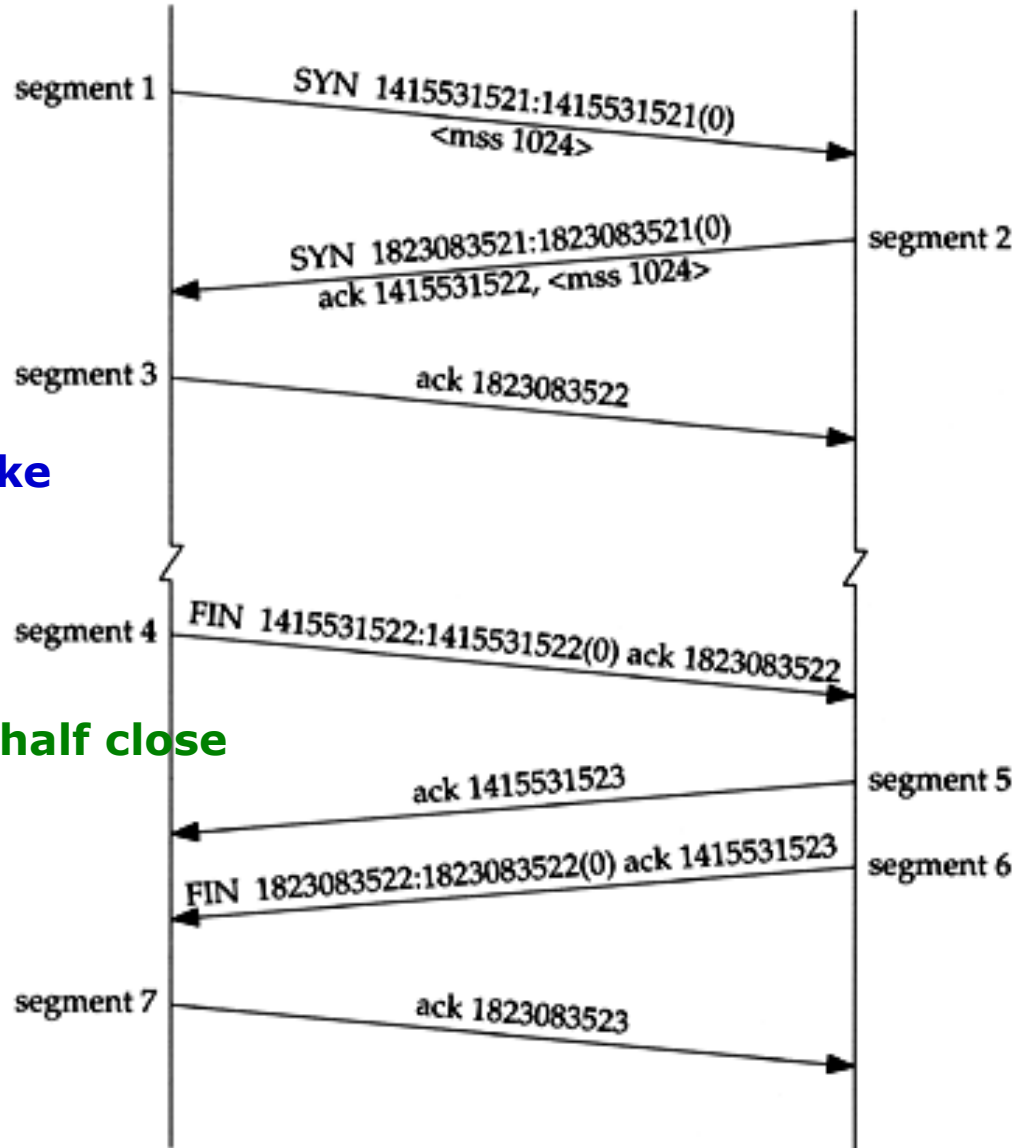 segment 1
SYN 1415531521:1415531521(0)
<mss 1024>
SYN 1823083521:1823083521(0)
segment 2
ack 1415531522, <mss 1024>
segment 3
ack 1823083522
ke
segment 4
FIN 1415531522:1415531522(0) ack 1823083522
half close
ack 1415531523
segment 5
FIN 1823083522:1823083522(0) ack 1415531523
segment 6
segment 7
ack 1823083523